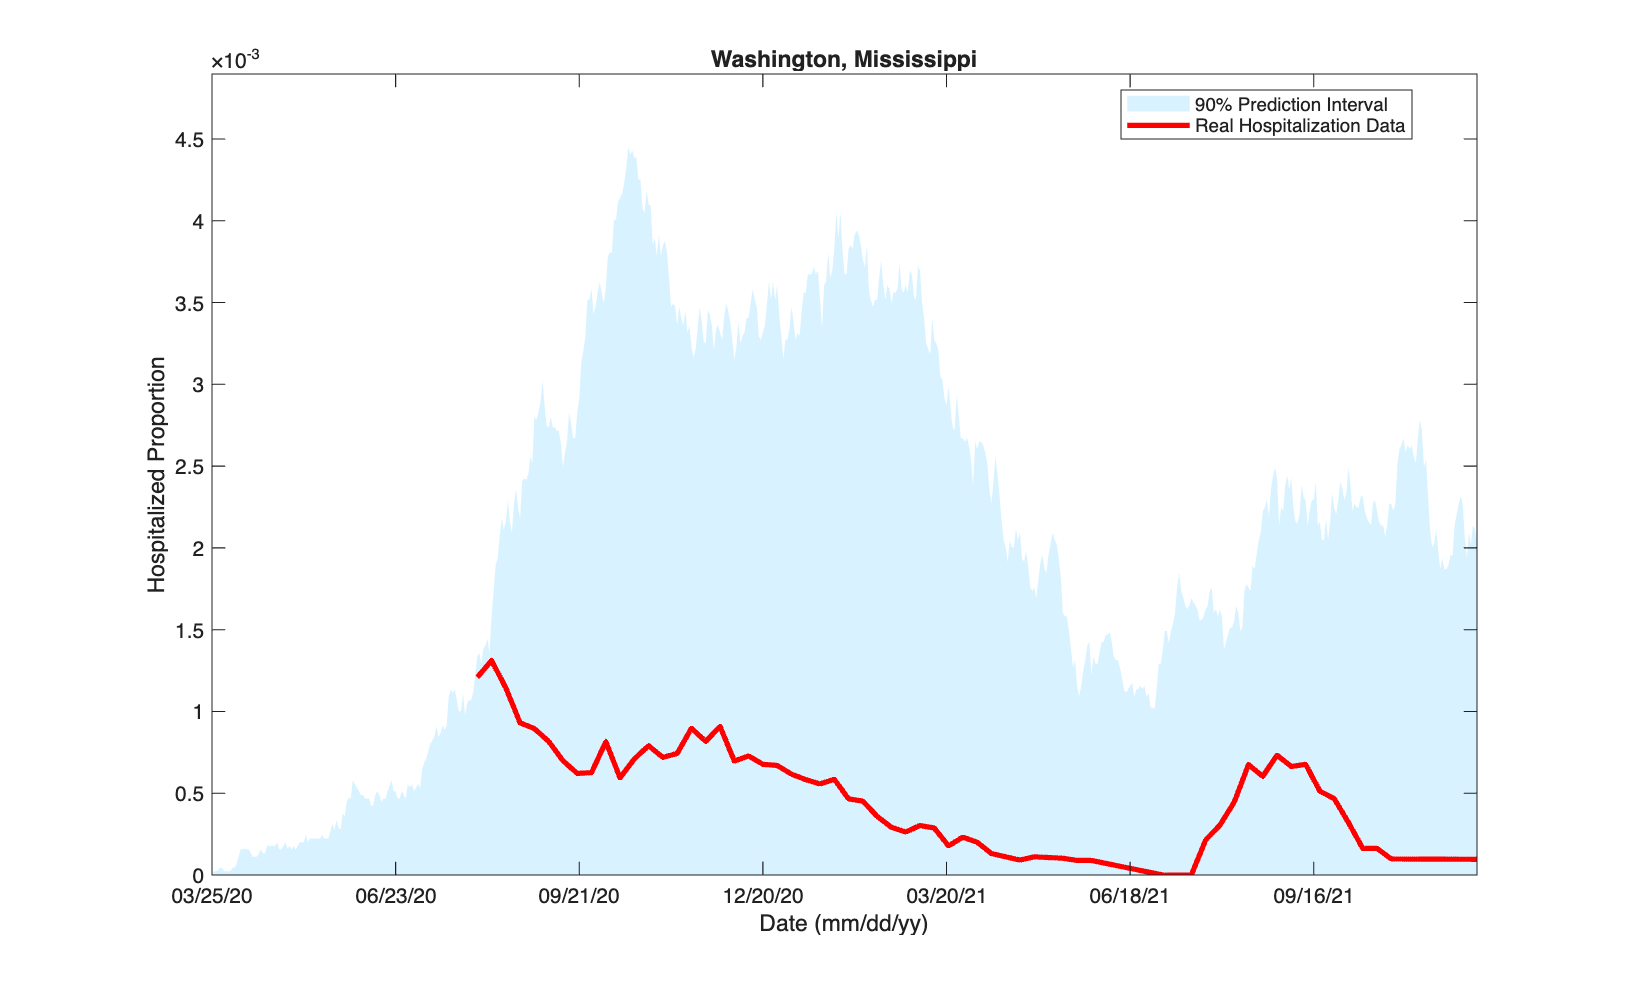 Washington, Mississippi
×10⁻³
90% Prediction Interval
Real Hospitalization Data
4.5
4
3.5
3
2.5
2
1.5
1
0.5
0
Hospitalized Proportion
03/25/20 06/23/20 09/21/20 12/20/20 03/20/21 06/18/21 09/16/21
Date (mm/dd/yy)